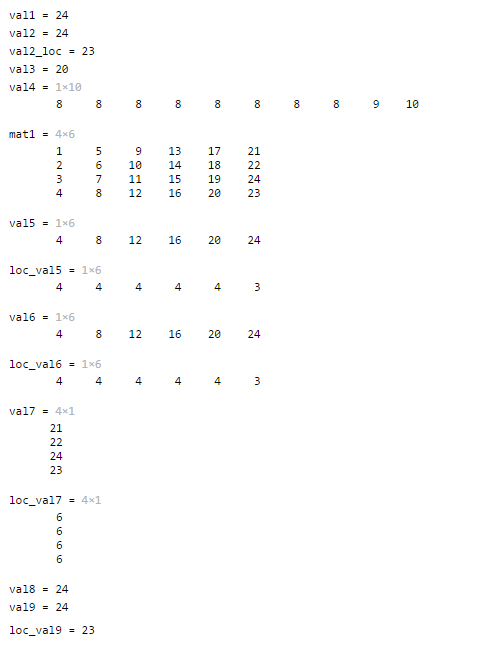 val1 = 24
val2 = 24
val2_loc = 23
val3 = 20
val4 = 1×10
8 8 8 8 8 8 8 8 9 10
mat1 = 4×6
1 5 9 13 17 21
2 6 10 14 18 22
3 7 11 15 19 24
4 8 12 16 20 23
val5 = 1×6
4 8 12 16 20 24
loc_val5 = 1×6
4 4 4 4 4 3
val6 = 1×6
4 8 12 16 20 24
loc_val6 = 1×6
4 4 4 4 4 3
val7 = 4×1
21
22
24
23
loc_val7 = 4×1
6
6
6
6
val8 = 24
val9 = 24
loc_val9 = 23